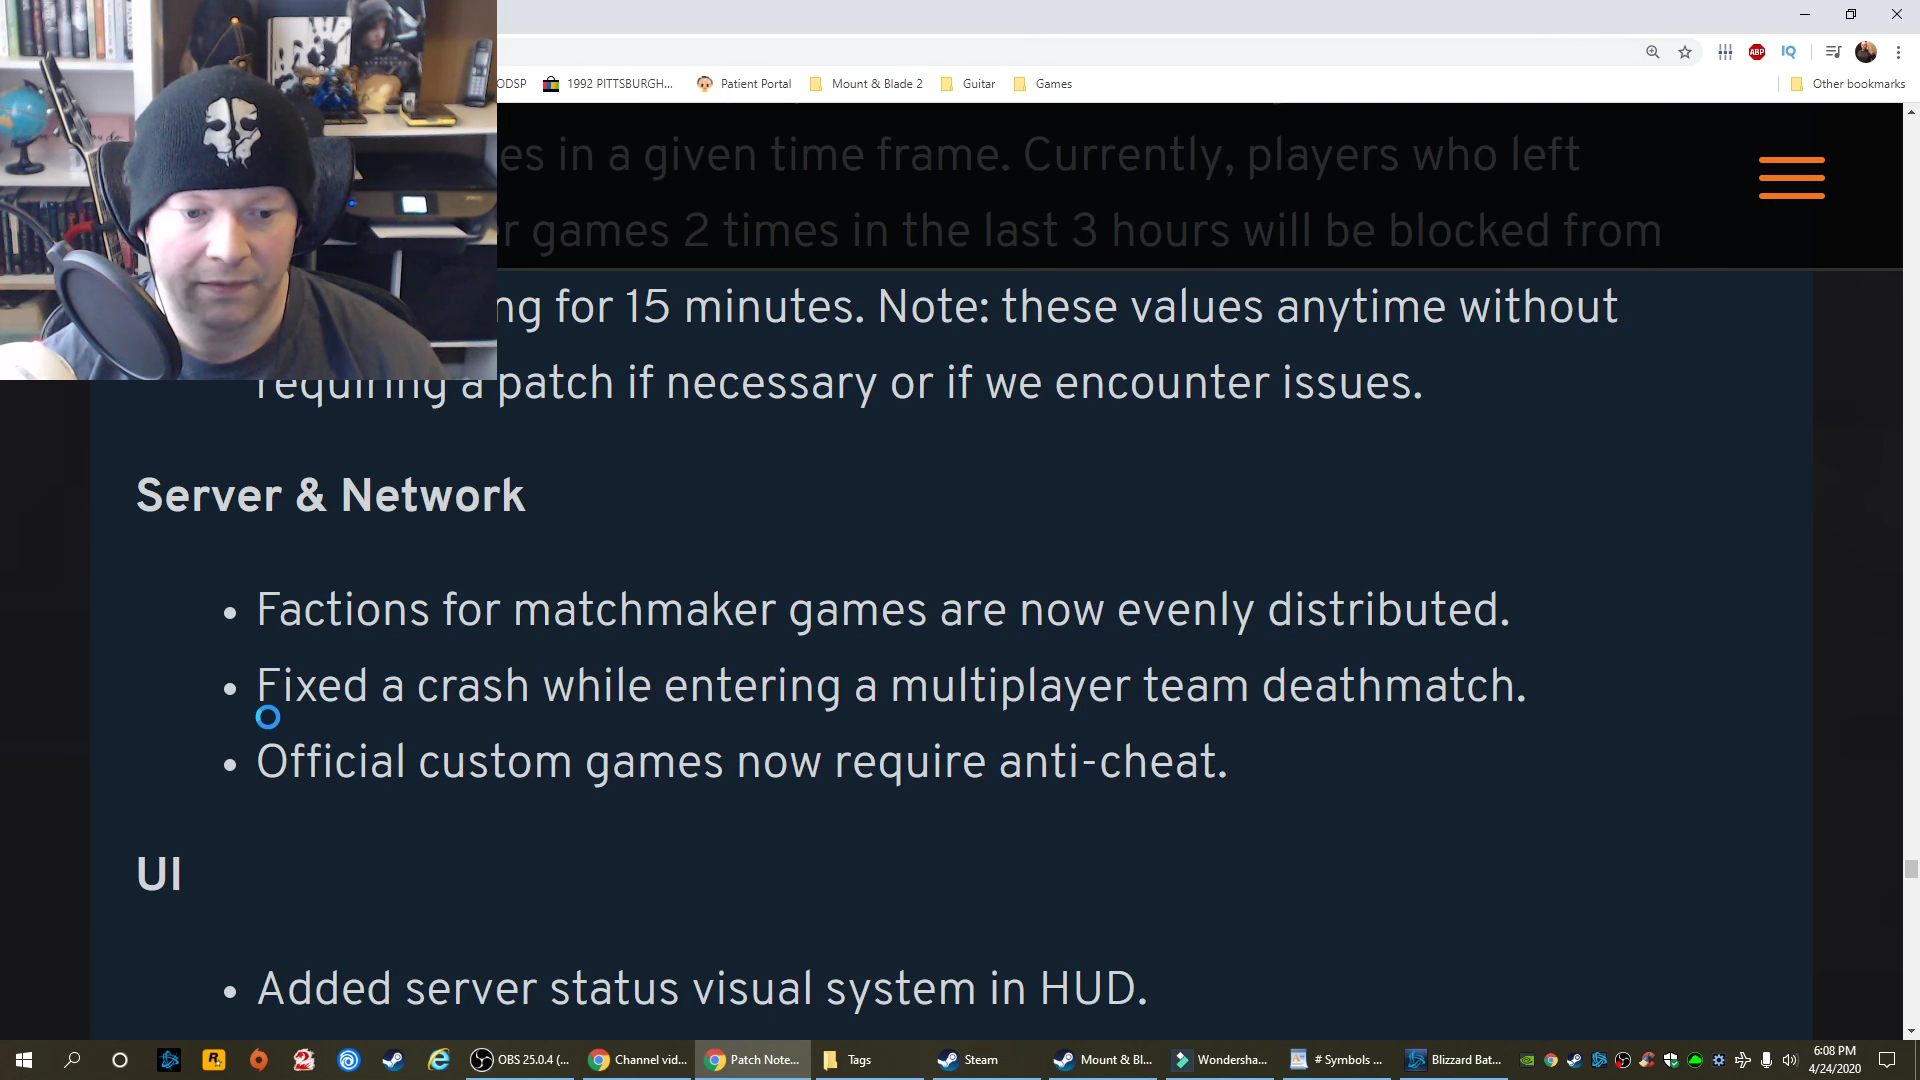 ODSP 1992 PITTSBURGH... Patient Portal Mount & Blade 2 Guitar Games Other bookmarks
es in a given time frame. Currently, players who left
r games 2 times in the last 3 hours will be blocked from
ng for 15 minutes. Note: these values anytime without
requiring a patch if necessary or if we encounter issues.
Server & Network
• Factions for matchmaker games are now evenly distributed.
• Fixed a crash while entering a multiplayer team deathmatch.
• Official custom games now require anti-cheat.
UI
• Added server status visual system in HUD.
OBS 25.0.4 (... Channel vid... Patch Note... Tags Steam Mount & Bl... Wondersha... # Symbols ... Blizzard Bat... 6:08 PM
4/24/2020